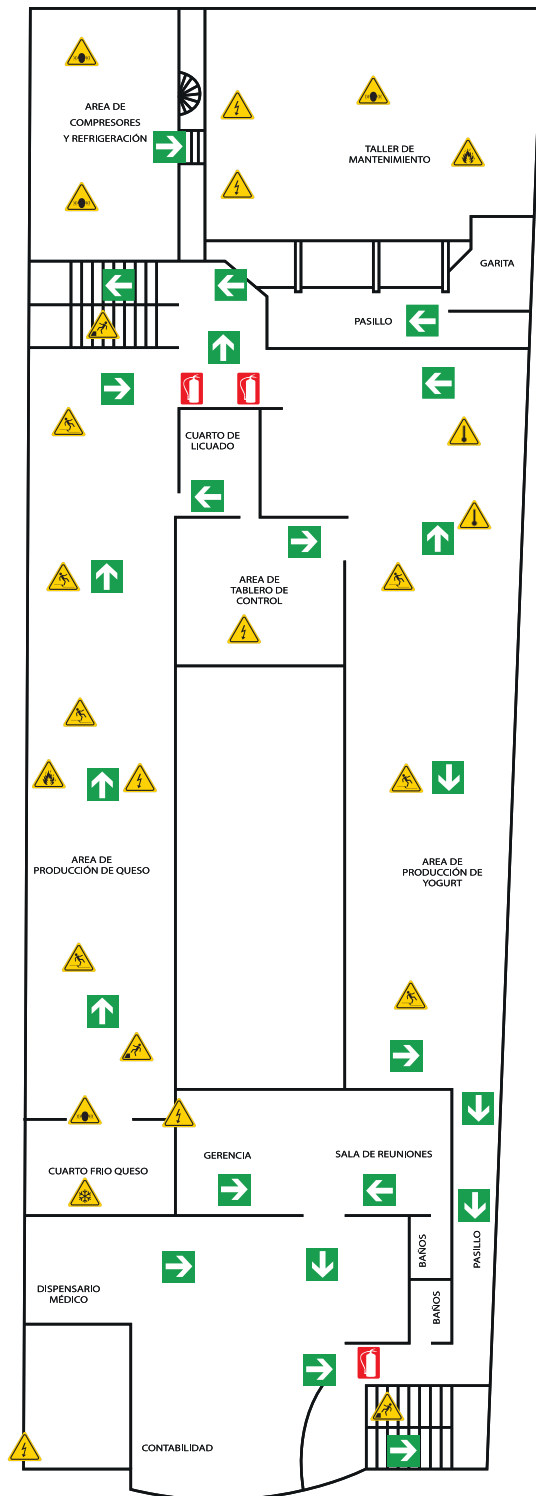 AREA DE
COMPRESORES
Y REFRIGERACIÓN
TALLER DE
MANTENIMIENTO
GARITA
PASILLO
CUARTO DE
LICUADO
AREA DE
TABLERO DE
CONTROL
AREA DE
PRODUCCIÓN DE QUESO
AREA DE
PRODUCCIÓN DE
YOGURT
GERENCIA
SALA DE REUNIONES
CUARTO FRIO QUESO
BAÑOS
PASILLO
DISPENSARIO
MÉDICO
BAÑOS
CONTABILIDAD